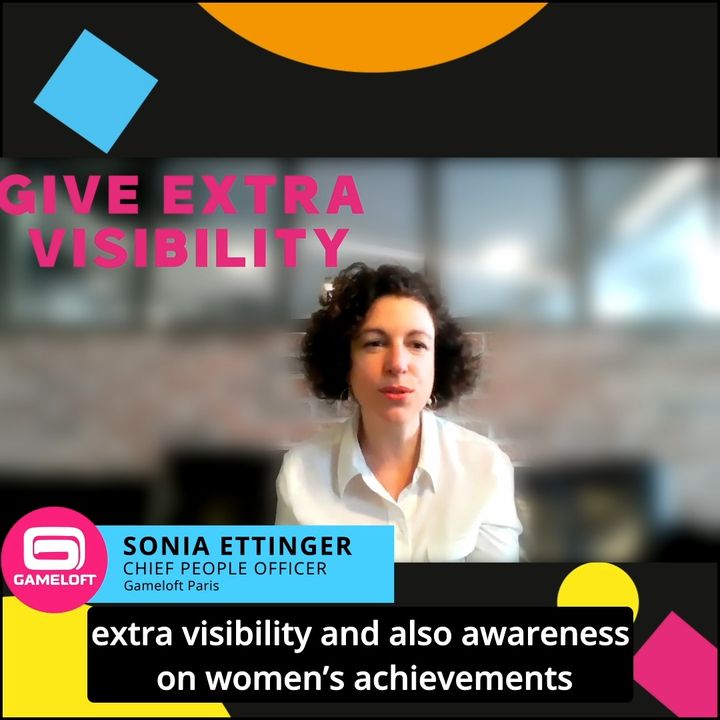 GIVE EXTRA
VISIBILITY
SONIA ETTINGER
CHIEF PEOPLE OFFICER
Gameloft Paris
GAMELOFT
extra visibility and also awareness
on women’s achievements